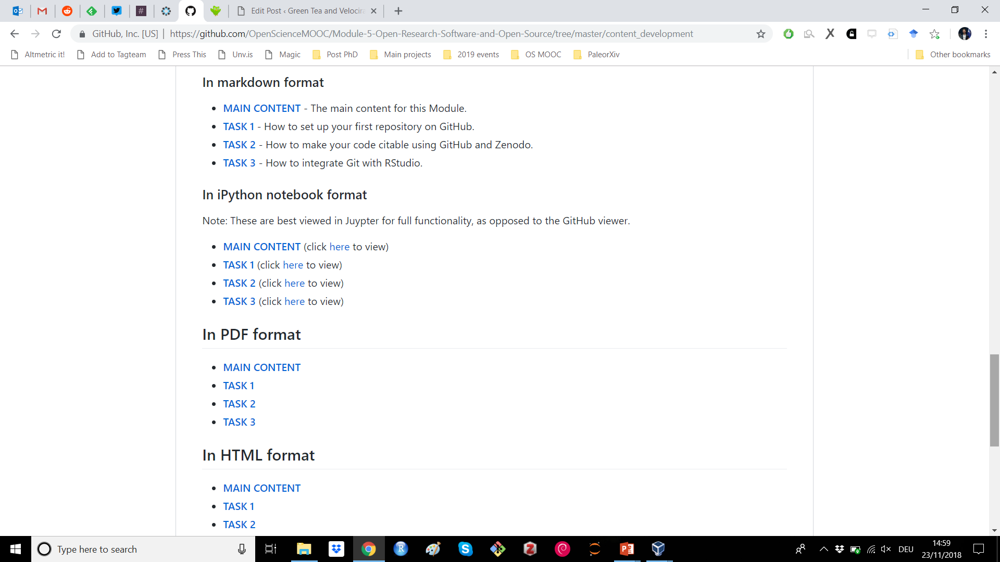 Edit Post ‹ Green Tea and Velocira
GitHub, Inc. [US] | https://github.com/OpenScienceMOOC/Module-5-Open-Research-Software-and-Open-Source/tree/master/content_development
Altmetric it! Add to Tagteam Press This Unv.is Magic Post PhD Main projects 2019 events OS MOOC PaleorXiv Other bookmarks
In markdown format
• MAIN CONTENT - The main content for this Module.
• TASK 1 - How to set up your first repository on GitHub.
• TASK 2 - How to make your code citable using GitHub and Zenodo.
• TASK 3 - How to integrate Git with RStudio.
In iPython notebook format
Note: These are best viewed in Juypter for full functionality, as opposed to the GitHub viewer.
• MAIN CONTENT (click here to view)
• TASK 1 (click here to view)
• TASK 2 (click here to view)
• TASK 3 (click here to view)
In PDF format
• MAIN CONTENT
• TASK 1
• TASK 2
• TASK 3
In HTML format
• MAIN CONTENT
• TASK 1
• TASK 2
Type here to search
DEU
14:59
23/11/2018